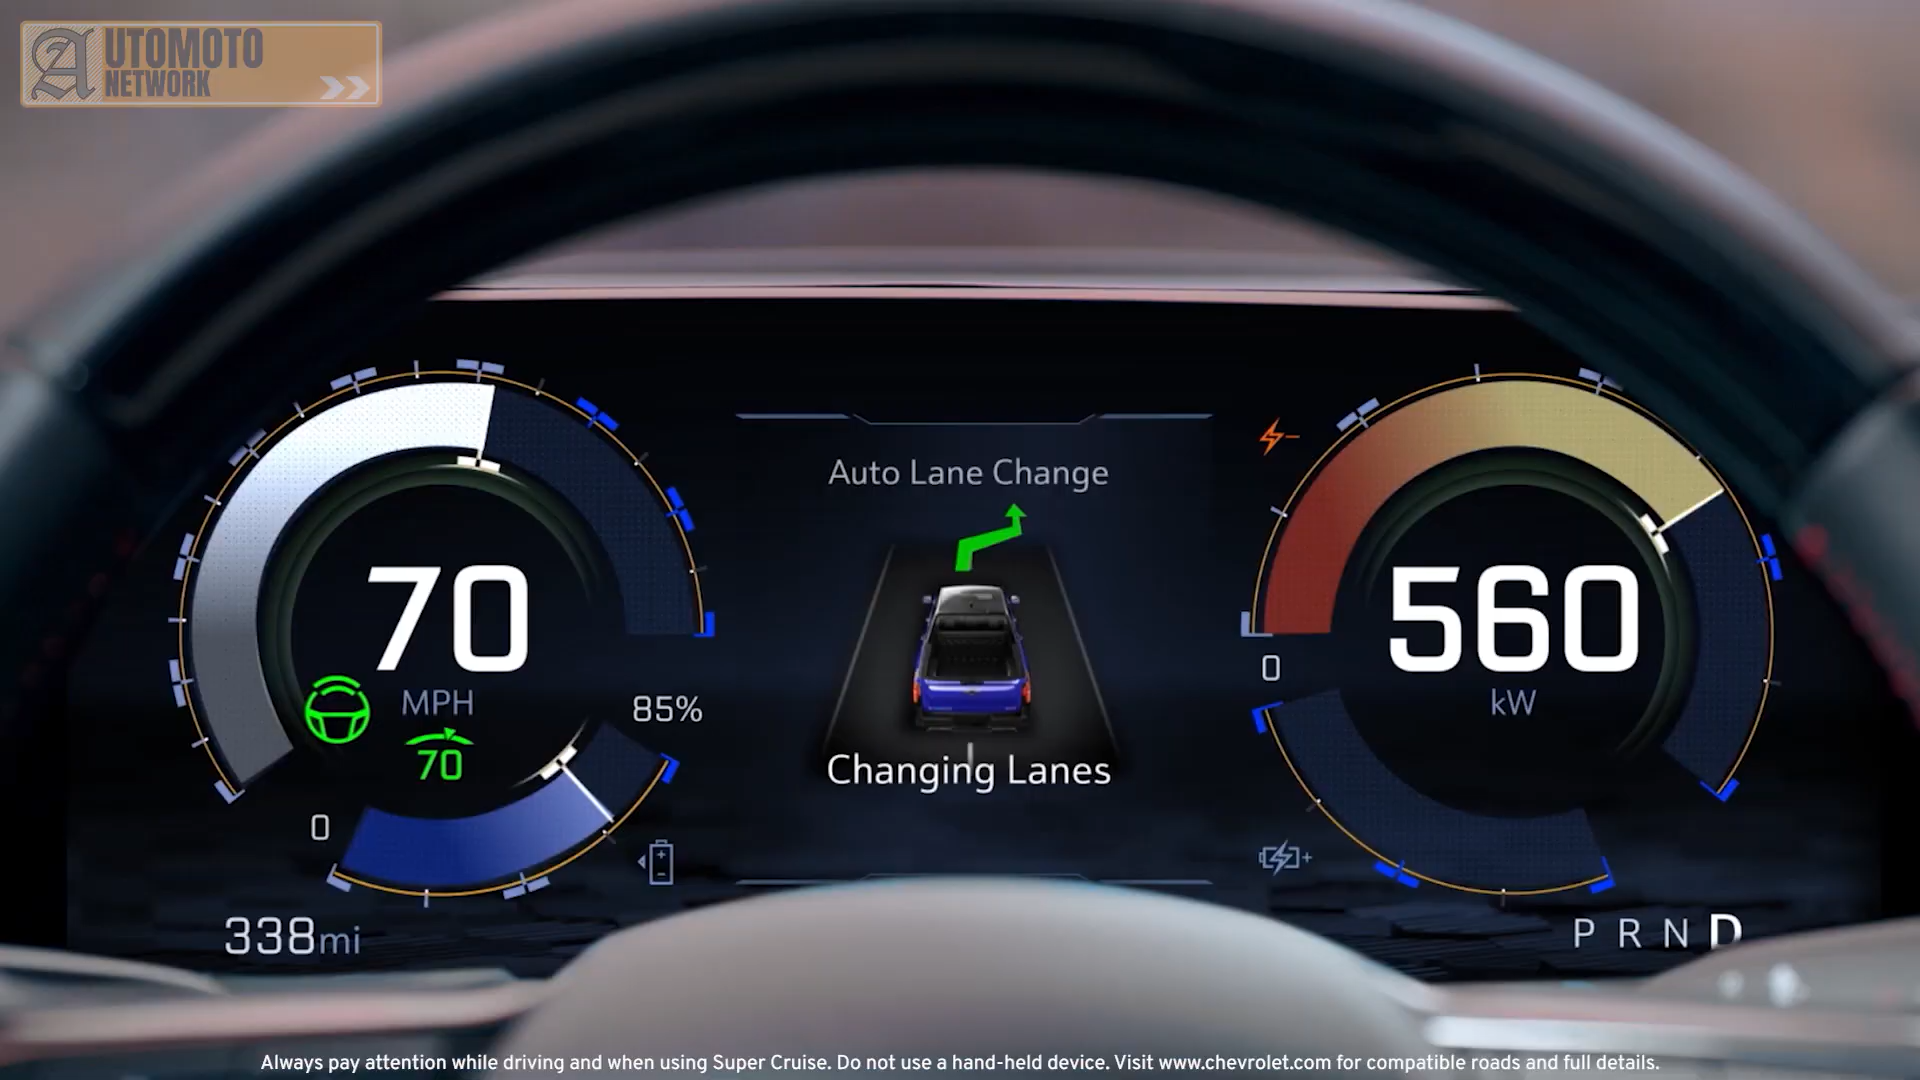 AUTOMOTO
NETWORK
Auto Lane Change
70
MPH
70
85%
0
338mi
Changing Lanes
560
kW
0
P R N D
Always pay attention while driving and when using Super Cruise. Do not use a hand-held device. Visit www.chevrolet.com for compatible roads and full details.